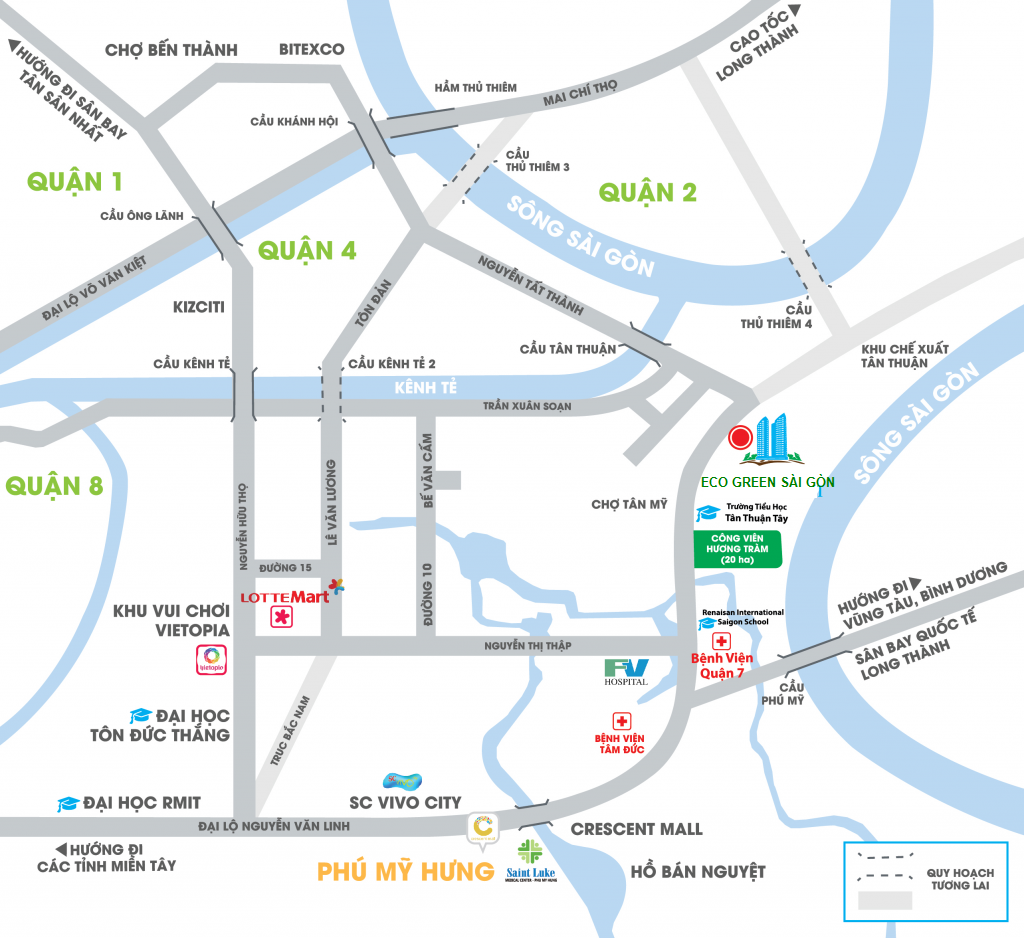 CHỢ BẾN THÀNH
BITEXCO
CAO TỐC
LONG THÀNH
HƯỚNG ĐI SÂN BAY
TÂN SÂN NHẤT
HẦM THỦ THIÊM
MAI CHÍ THỌ
CẦU KHÁNH HỘI
CẦU
THỦ THIÊM 3
QUẬN 1
QUẬN 2
CẦU ÔNG LÃNH
SÔNG SÀI GÒN
QUẬN 4
ĐẠI LỘ VÕ VĂN KIỆT
NGUYỄN TẤT THÀNH
KIZCITI
TÔN ĐẢN
CẦU
THỦ THIÊM 4
CẦU TÂN THUẬN
KHU CHẾ XUẤT
TÂN THUẬN
CẦU KÊNH TẺ
CẦU KÊNH TẺ 2
KÊNH TẺ
TRẦN XUÂN SOẠN
SÔNG SÀI GÒN
BẾ VĂN CẤM
QUẬN 8
ECO GREEN SÀI GÒN
NGUYỄN HỮU THỌ
LÊ VĂN LƯƠNG
CHỢ TÂN MỸ
Trường Tiểu Học
Tân Thuận Tây
CÔNG VIÊN
HƯƠNG TRÀM
(20 ha)
ĐƯỜNG 15
LOTTEMart
ĐƯỜNG 10
HƯỚNG ĐI
VŨNG TÀU, BÌNH DƯƠNG
SÂN BAY QUỐC TẾ
LONG THÀNH
KHU VUI CHƠI
VIETOPIA
vietopia
Renaisan International
Saigon School
NGUYỄN THỊ THẬP
Bệnh Viện
Quận 7
FV
HOSPITAL
CẦU
PHÚ MỸ
ĐẠI HỌC
TÔN ĐỨC THẮNG
TRỤC BẮC NAM
BỆNH VIỆN
TÂM ĐỨC
ĐẠI HỌC RMIT
SC VIVO CITY
ĐẠI LỘ NGUYỄN VĂN LINH
CRESCENT MALL
HƯỚNG ĐI
CÁC TỈNH MIỀN TÂY
PHÚ MỸ HƯNG
Saint Luke
MEDICAL CENTER - PHU MY HUNG
HỒ BÁN NGUYỆT
QUY HOẠCH
TƯƠNG LAI